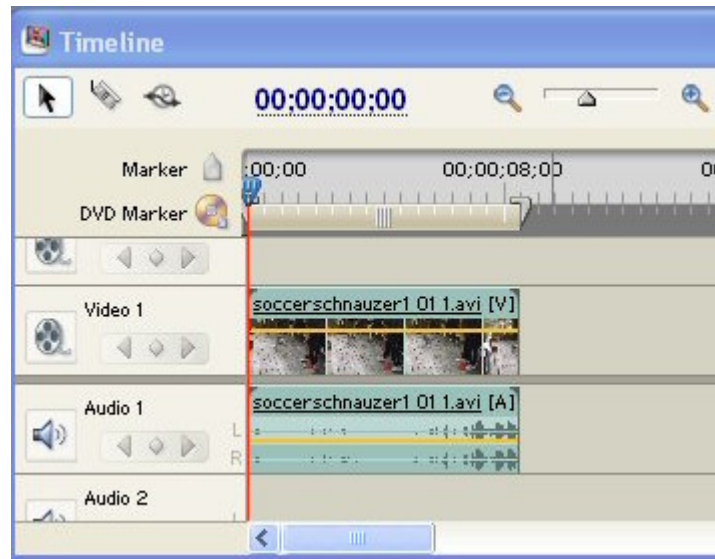 Timeline
00;00;00;00
Marker
;00;00
00;00;08;00
DVD Marker
Video 1
soccerschnauzer1 01 1.avi [V]
Audio 1
soccerschnauzer1 01 1.avi [A]
L
R
Audio 2